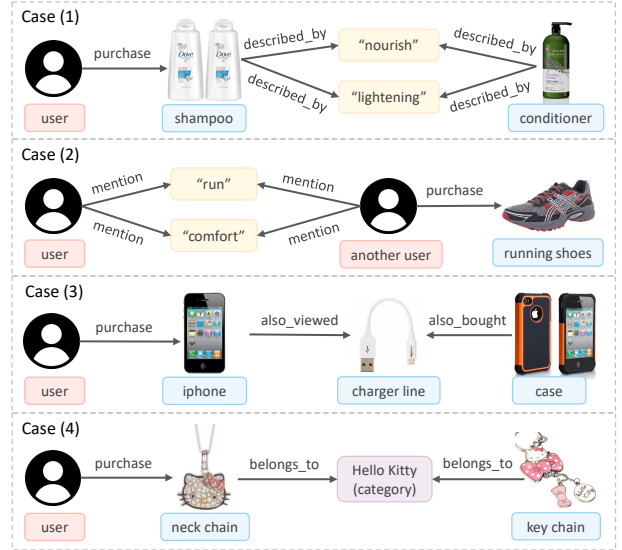 Case (1)
purchase
described_by
"nourish"
described_by
Dove
Dove
described_by
"lightening"
described_by
user
shampoo
conditioner
Case (2)
mention
"run"
mention
purchase
mention
"comfort"
mention
user
another user
running shoes
Case (3)
purchase
also_viewed
also_bought
user
iphone
charger line
case
Case (4)
purchase
belongs_to
Hello Kitty
(category)
belongs_to
user
neck chain
key chain